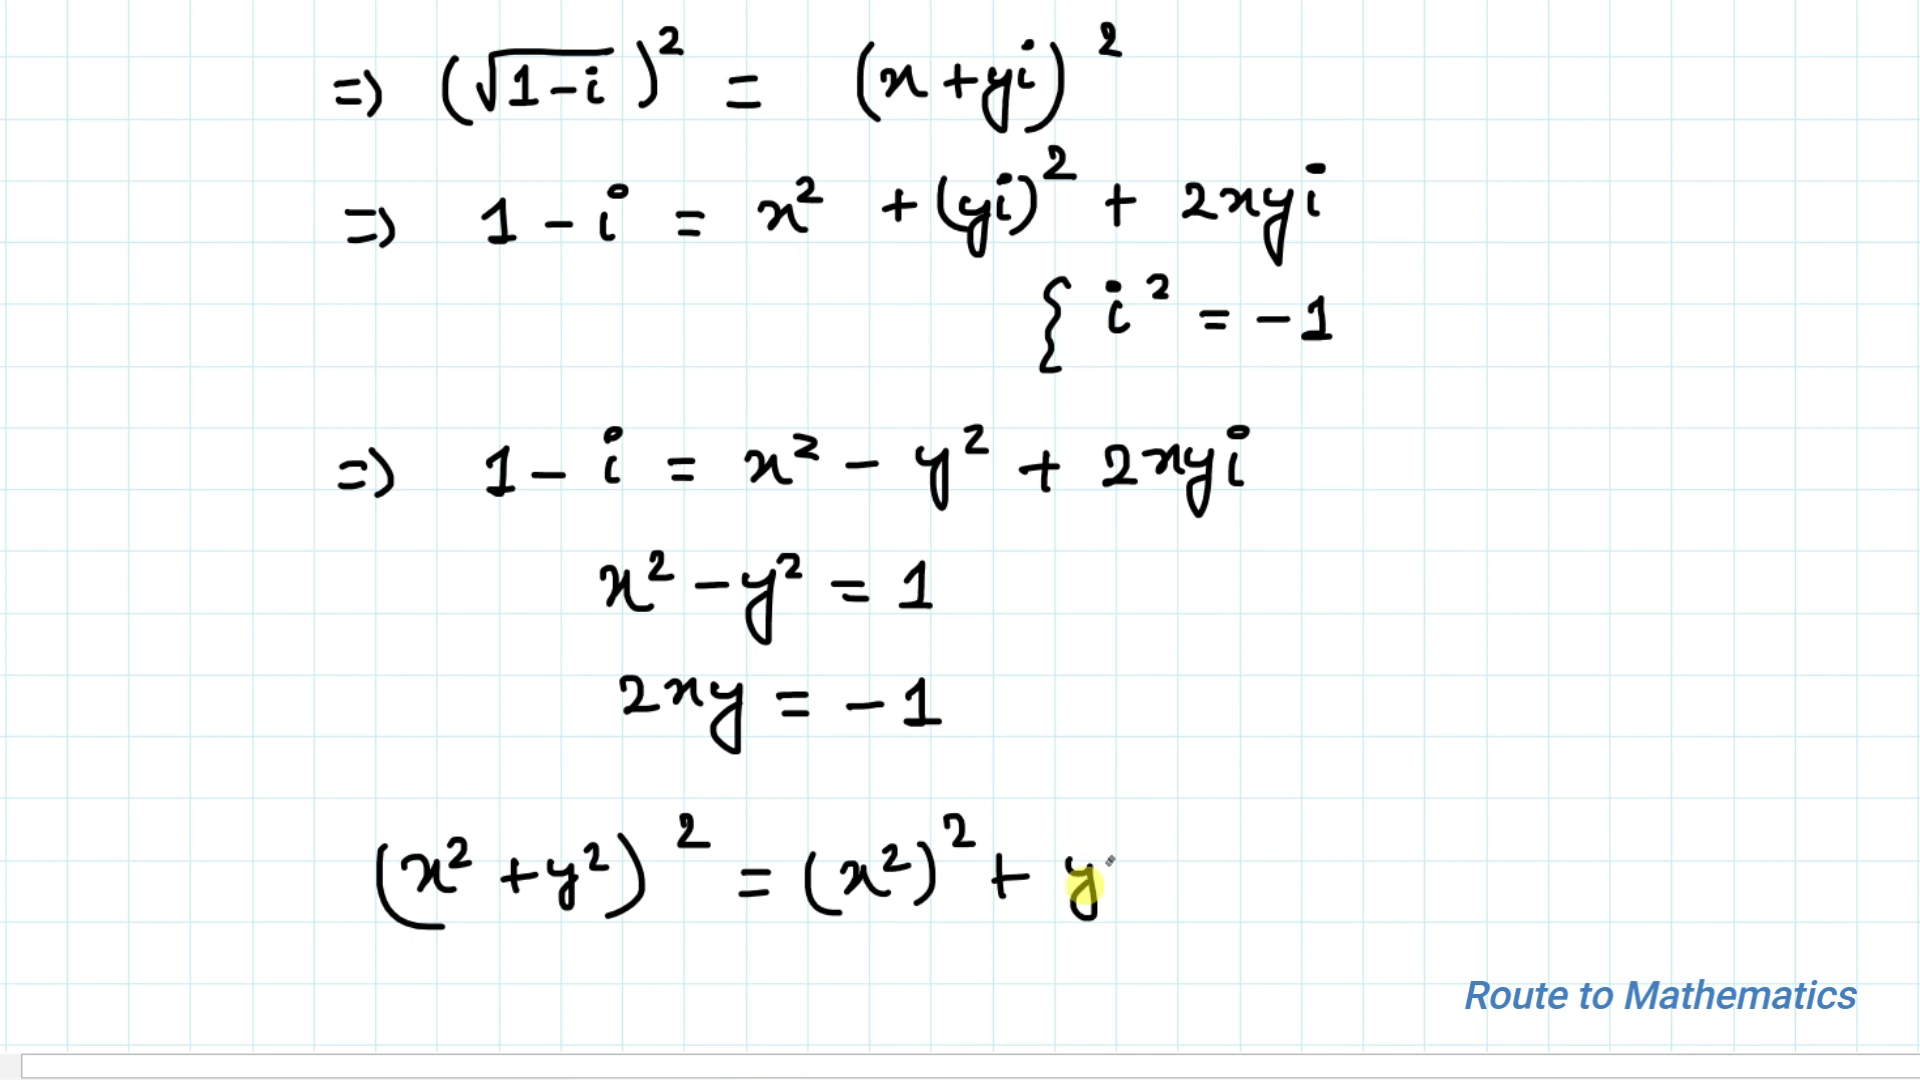 => (√1-i)² = (x+yi)²
=> 1 - i = x² + (yi)² + 2xyi
{ i² = -1
=> 1 - i = x² - y² + 2xyi
x² - y² = 1
2xy = -1
(x² + y²)² = (x²)² + y
Route to Mathematics